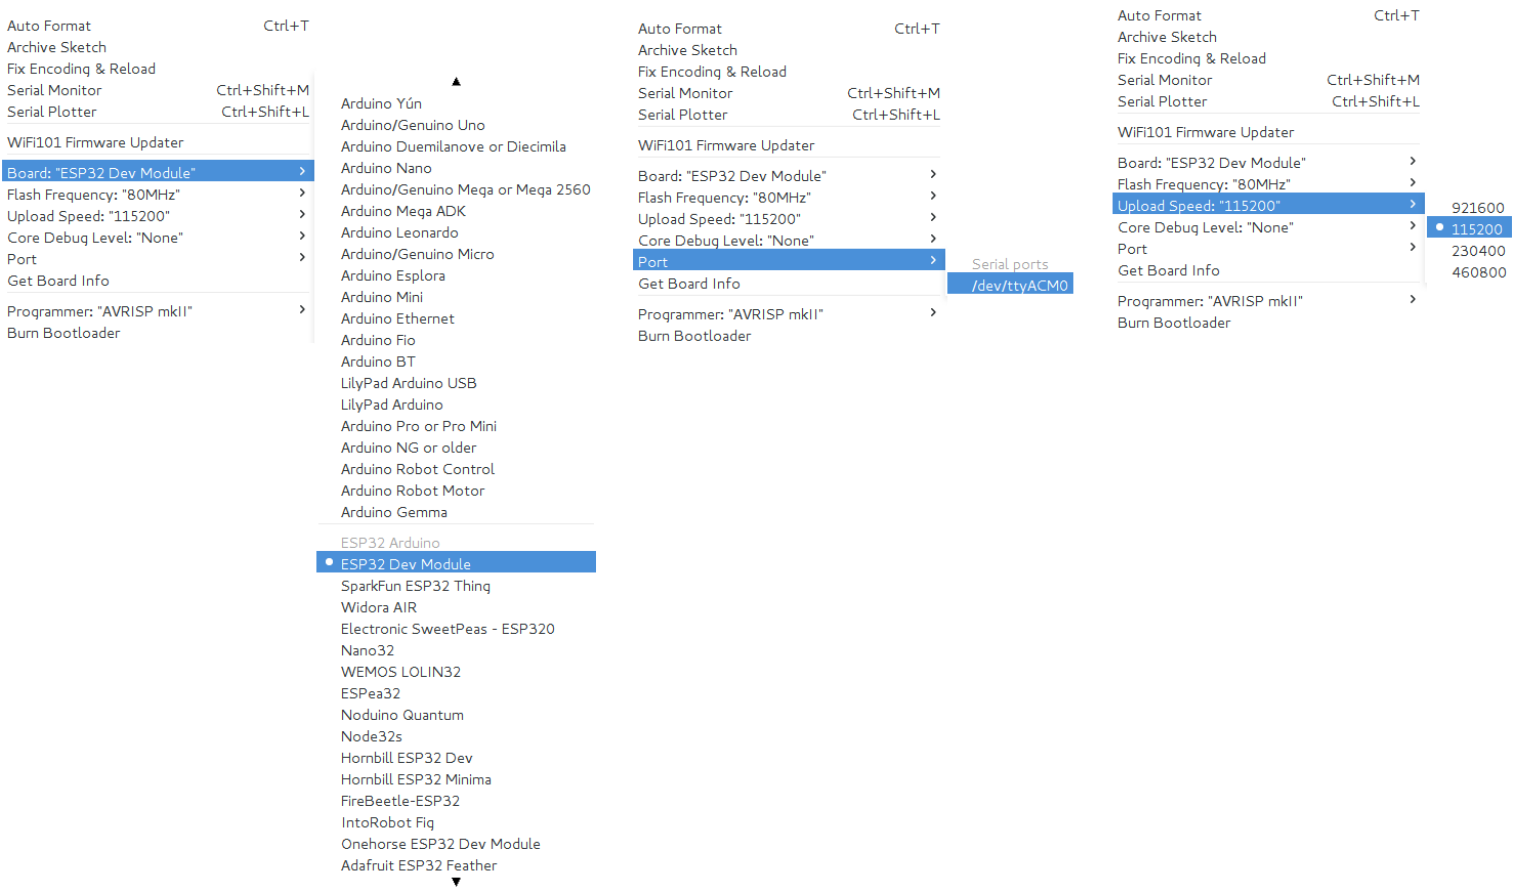 Auto Format Ctrl+T
Archive Sketch
Fix Encoding & Reload
Serial Monitor Ctrl+Shift+M
Serial Plotter Ctrl+Shift+L
WiFi101 Firmware Updater
Board: "ESP32 Dev Module"
Flash Frequency: "80MHz"
Upload Speed: "115200"
Core Debug Level: "None"
Port
Get Board Info
Programmer: "AVRISP mkII"
Burn Bootloader
Arduino Yún
Arduino/Genuino Uno
Arduino Duemilanove or Diecimila
Arduino Nano
Arduino/Genuino Mega or Mega 2560
Arduino Mega ADK
Arduino Leonardo
Arduino/Genuino Micro
Arduino Esplora
Arduino Mini
Arduino Ethernet
Arduino Fio
Arduino BT
LilyPad Arduino USB
LilyPad Arduino
Arduino Pro or Pro Mini
Arduino NG or older
Arduino Robot Control
Arduino Robot Motor
Arduino Gemma
ESP32 Arduino
ESP32 Dev Module
SparkFun ESP32 Thing
Widora AIR
Electronic SweetPeas - ESP320
Nano32
WEMOS LOLIN32
ESPea32
Noduino Quantum
Node32s
Hornbill ESP32 Dev
Hornbill ESP32 Minima
FireBeetle-ESP32
IntoRobot Fig
Onehorse ESP32 Dev Module
Adafruit ESP32 Feather
Auto Format Ctrl+T
Archive Sketch
Fix Encoding & Reload
Serial Monitor Ctrl+Shift+M
Serial Plotter Ctrl+Shift+L
WiFi101 Firmware Updater
Board: "ESP32 Dev Module"
Flash Frequency: "80MHz"
Upload Speed: "115200"
Core Debug Level: "None"
Port
Get Board Info
Programmer: "AVRISP mkII"
Burn Bootloader
Serial ports
/dev/ttyACM0
Auto Format Ctrl+T
Archive Sketch
Fix Encoding & Reload
Serial Monitor Ctrl+Shift+M
Serial Plotter Ctrl+Shift+L
WiFi101 Firmware Updater
Board: "ESP32 Dev Module"
Flash Frequency: "80MHz"
Upload Speed: "115200"
Core Debug Level: "None"
Port
Get Board Info
Programmer: "AVRISP mkII"
Burn Bootloader
921600
115200
230400
460800